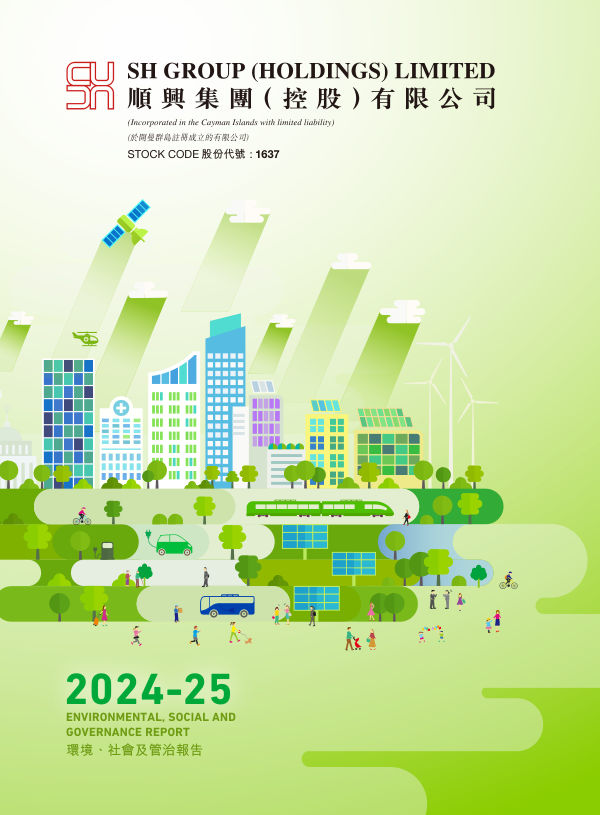 SH GROUP (HOLDINGS) LIMITED
順興集團(控股)有限公司
(Incorporated in the Cayman Islands with limited liability)
(於開曼群島註冊成立的有限公司)
STOCK CODE 股份代號 : 1637
2024-25
ENVIRONMENTAL, SOCIAL AND
GOVERNANCE REPORT
環境、社會及管治報告